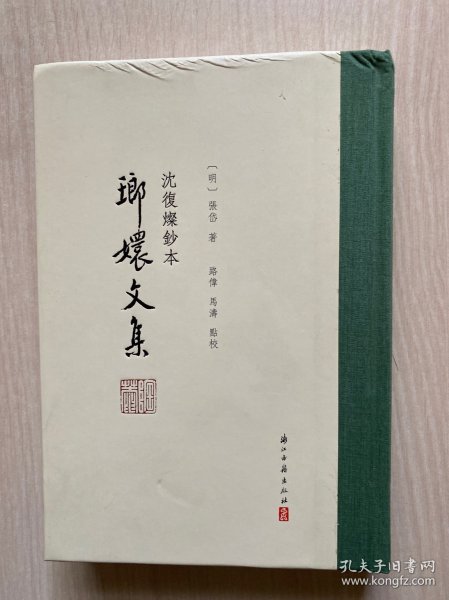 〔明〕張岱 著 路偉 馬濤 點校
沈復燦鈔本
瑯嬛文集
浙江古籍出版社
孔夫子旧书网
www.kongfz.com